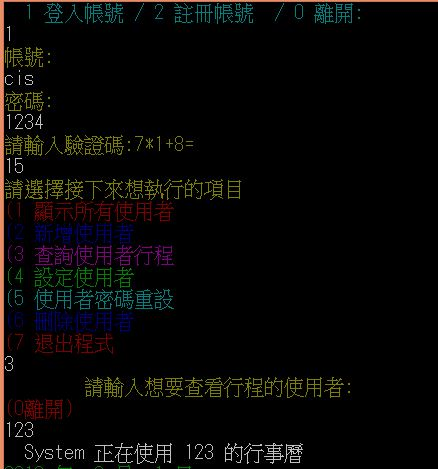 1 登入帳號 / 2 註冊帳號 / 0 離開:
1
帳號:
cis
密碼:
1234
請輸入驗證碼:7*1+8=
15
請選擇接下來想執行的項目
(1 顯示所有使用者
(2 新增使用者
(3 查詢使用者行程
(4 設定使用者
(5 使用者密碼重設
(6 刪除使用者
(7 退出程式
3
請輸入想要查看行程的使用者:
(0離開)
123
System 正在使用 123 的行事曆